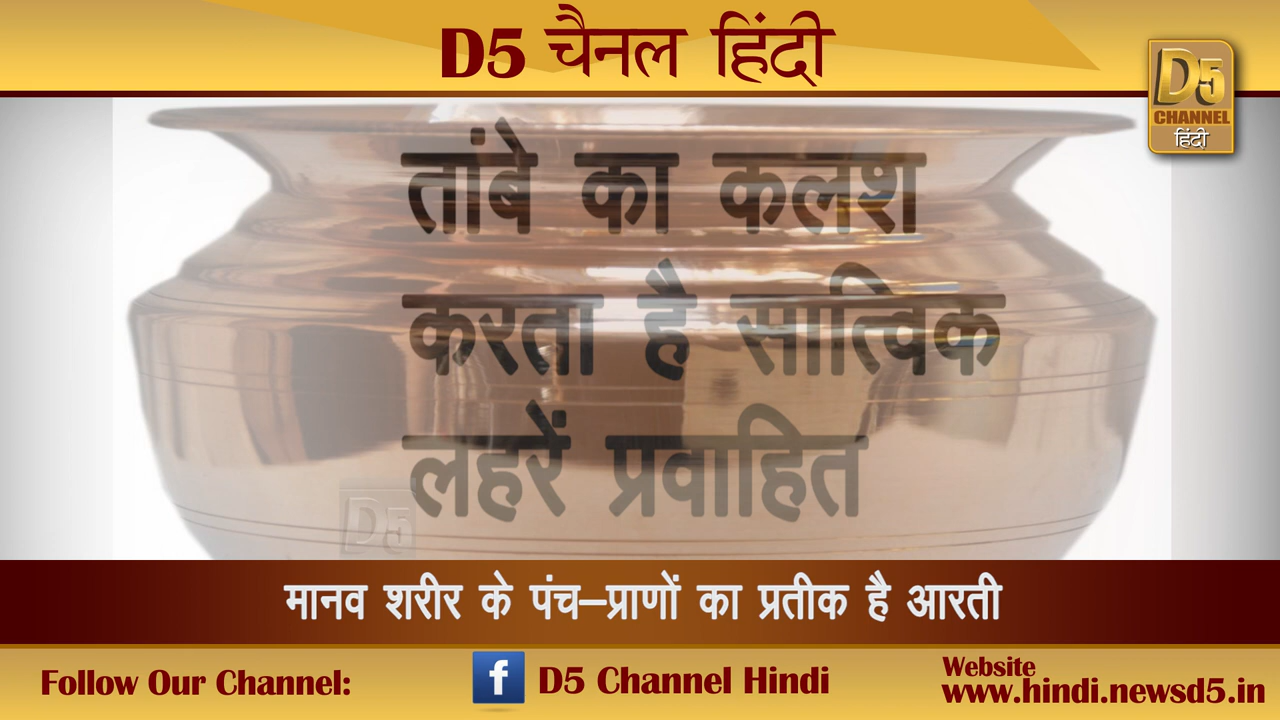 D5 चैनल हिंदी
D5
CHANNEL
हिंदी
तांबे का कलश
करता है सात्विक
लहरें प्रवाहित
D5
मानव शरीर के पंच–प्राणों का प्रतीक है आरती
Follow Our Channel:
f D5 Channel Hindi
Website
www.hindi.newsd5.in